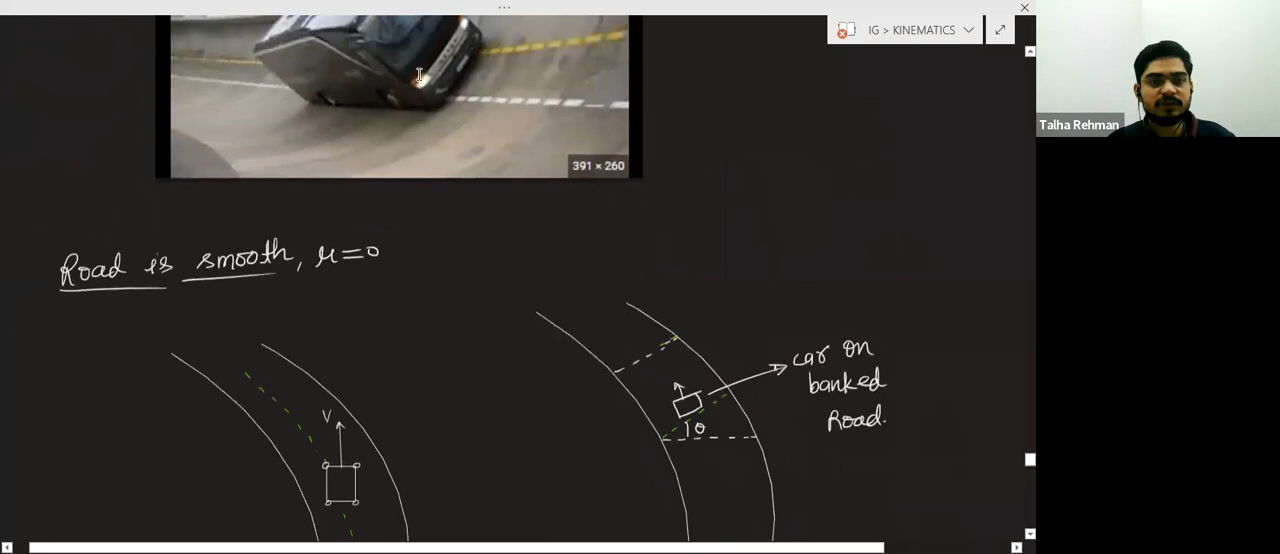 IG > KINEMATICS
Talha Rehman
391 × 260
Road is smooth, μ=0
V
θ
car on
banked
Road.